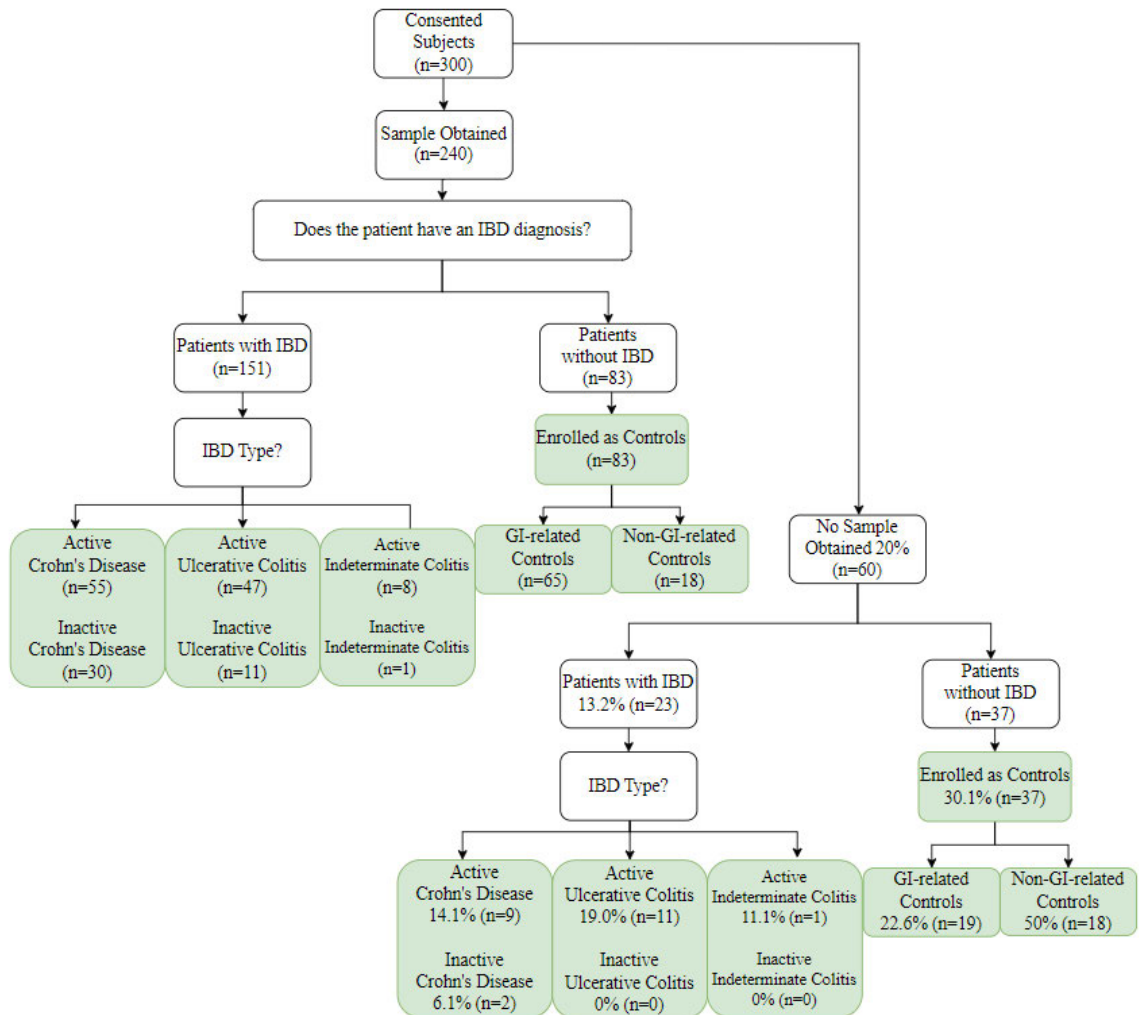 Consented
Subjects
(n=300)
Sample Obtained
(n=240)
Does the patient have an IBD diagnosis?
Patients with IBD
(n=151)
Patients
without IBD
(n=83)
IBD Type?
Enrolled as Controls
(n=83)
Active
Crohn's Disease
(n=55)
Inactive
Crohn's Disease
(n=30)
Active
Ulcerative Colitis
(n=47)
Inactive
Ulcerative Colitis
(n=11)
Active
Indeterminate Colitis
(n=8)
Inactive
Indeterminate Colitis
(n=1)
GI-related
Controls
(n=65)
Non-GI-related
Controls
(n=18)
No Sample
Obtained 20%
(n=60)
Patients with IBD
13.2% (n=23)
Patients
without IBD
(n=37)
IBD Type?
Enrolled as Controls
30.1% (n=37)
Active
Crohn's Disease
14.1% (n=9)
Inactive
Crohn's Disease
6.1% (n=2)
Active
Ulcerative Colitis
19.0% (n=11)
Inactive
Ulcerative Colitis
0% (n=0)
Active
Indeterminate Colitis
11.1% (n=1)
Inactive
Indeterminate Colitis
0% (n=0)
GI-related
Controls
22.6% (n=19)
Non-GI-related
Controls
50% (n=18)